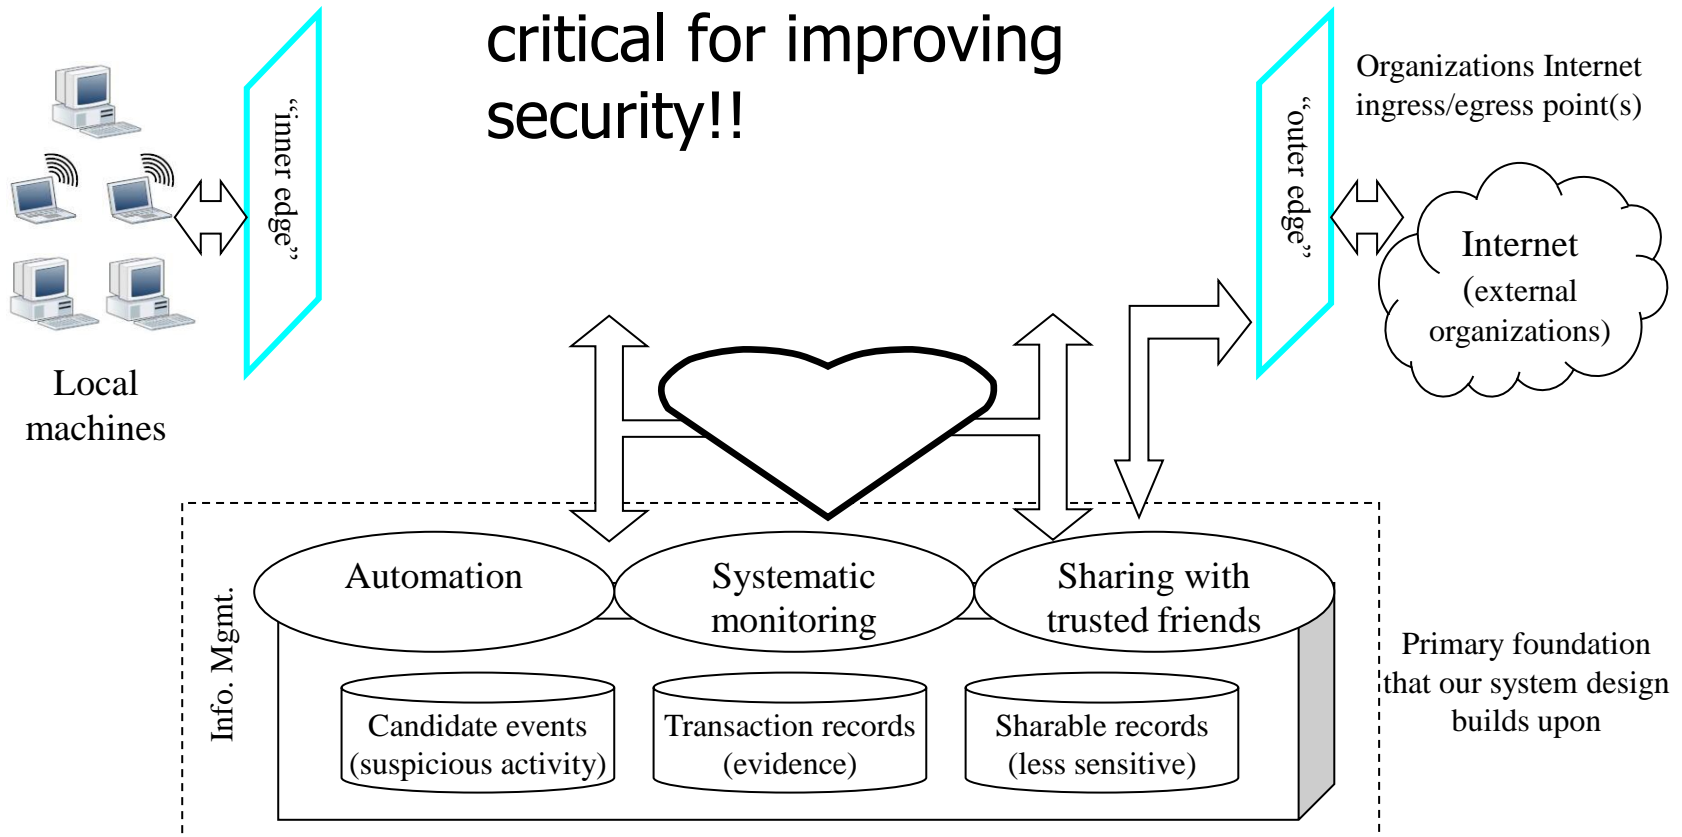 critical for improving
security!!
“inner edge”
“outer edge”
Organizations Internet
ingress/egress point(s)
Internet
(external
organizations)
Local
machines
Info. Mgmt.
Automation
Systematic
monitoring
Sharing with
trusted friends
Candidate events
(suspicious activity)
Transaction records
(evidence)
Sharable records
(less sensitive)
Primary foundation
that our system design
builds upon